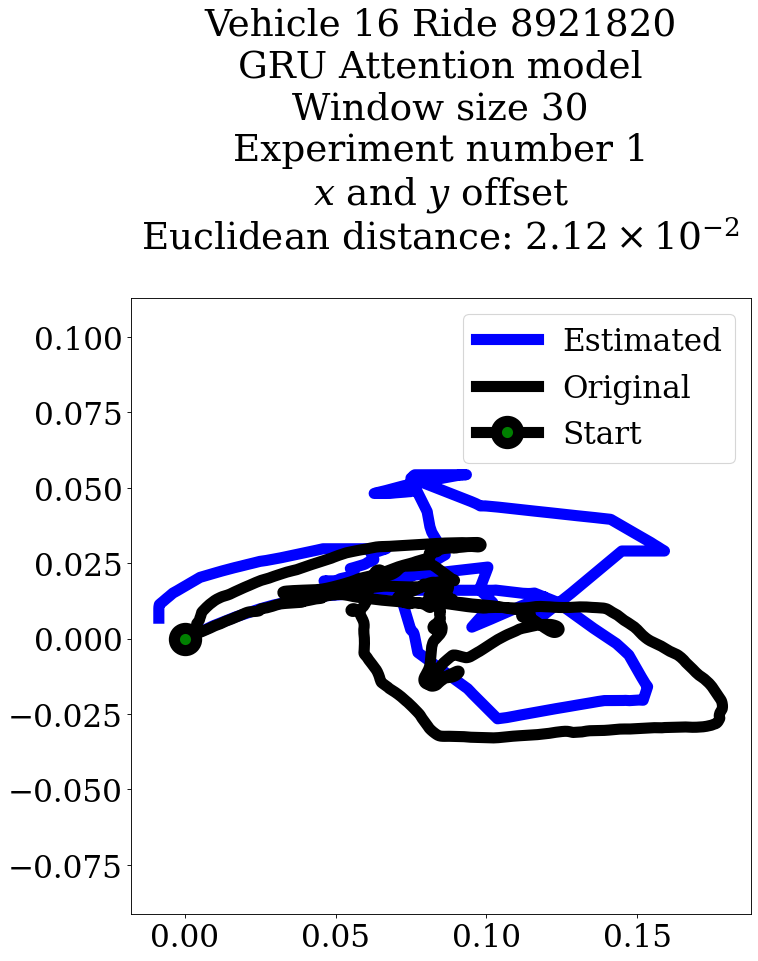 Vehicle 16 Ride 8921820
GRU Attention model
Window size 30
Experiment number 1
x and y offset
Euclidean distance: 2.12 × 10⁻²
Estimated
Original
Start
0.100
0.075
0.050
0.025
0.000
−0.025
−0.050
−0.075
0.00 0.05 0.10 0.15